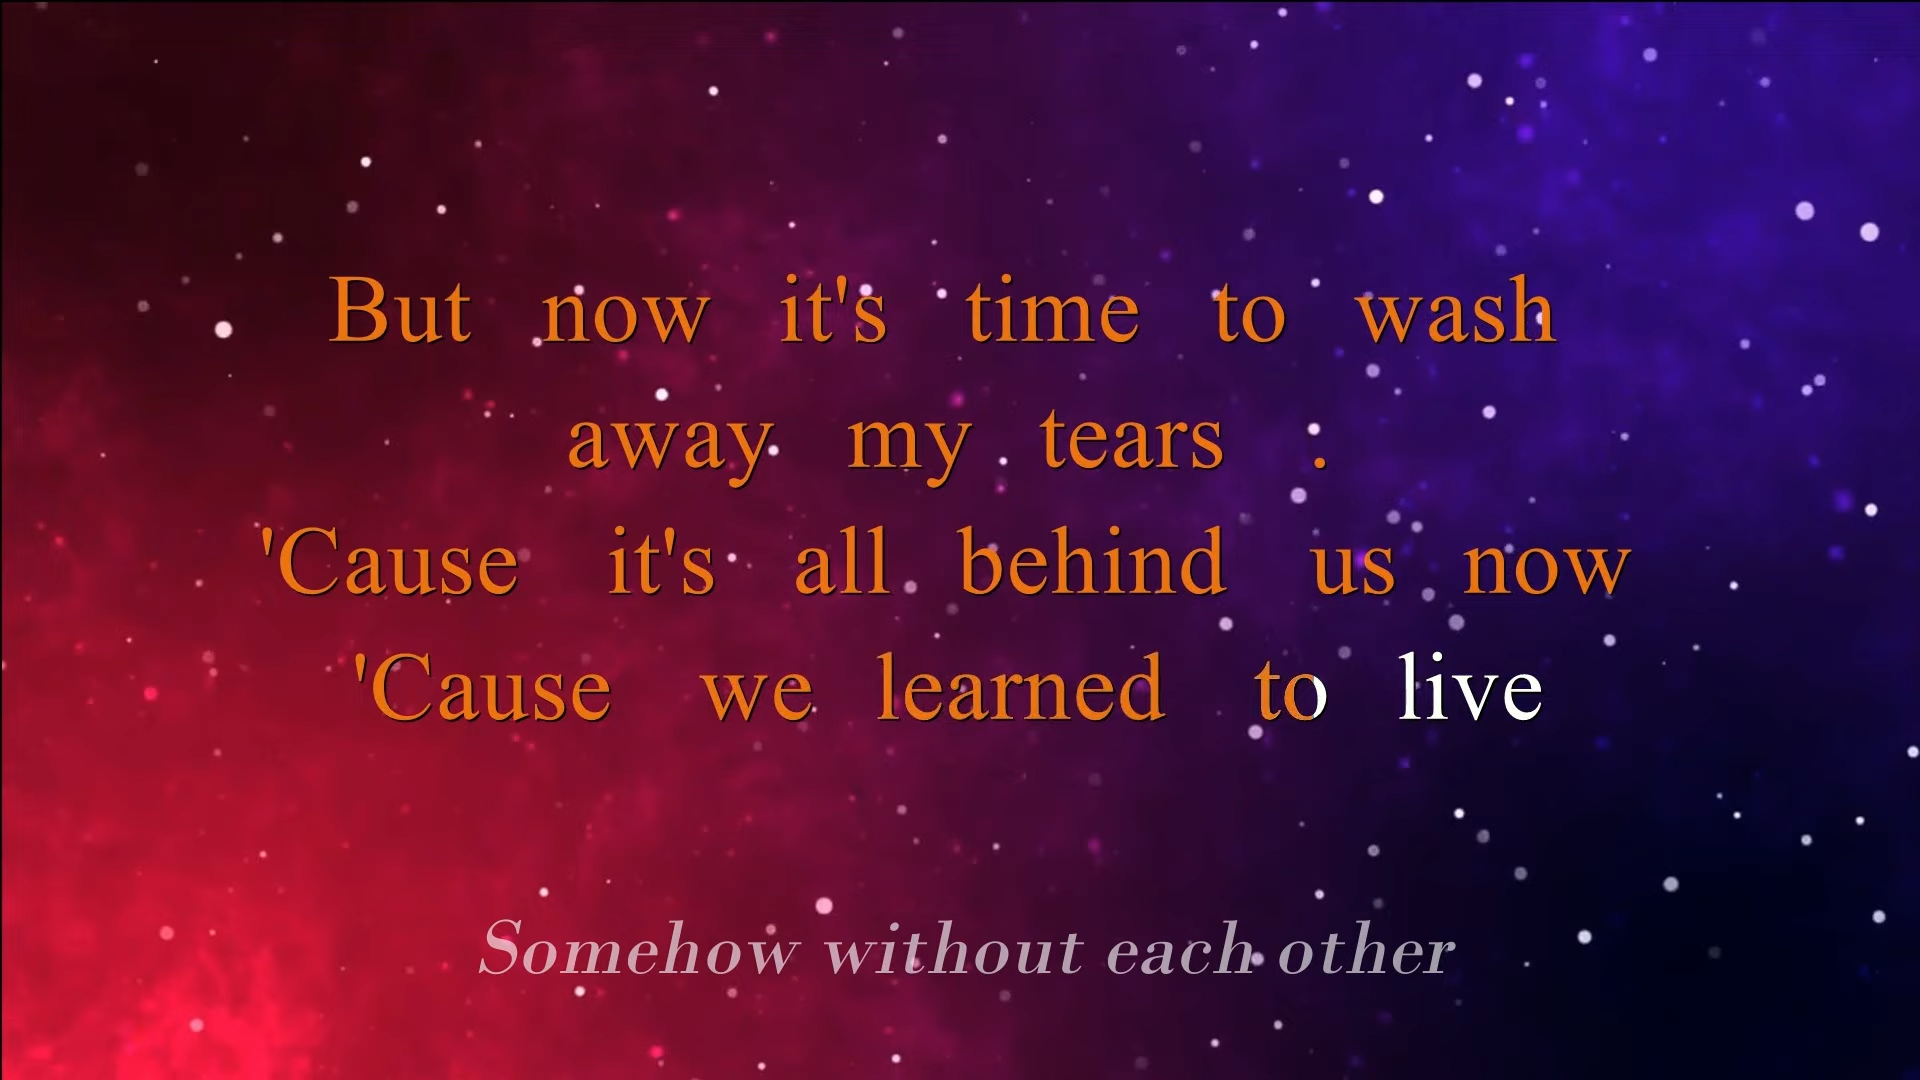 But now it's time to wash
away my tears .
'Cause it's all behind us now
'Cause we learned to live
Somehow without each other